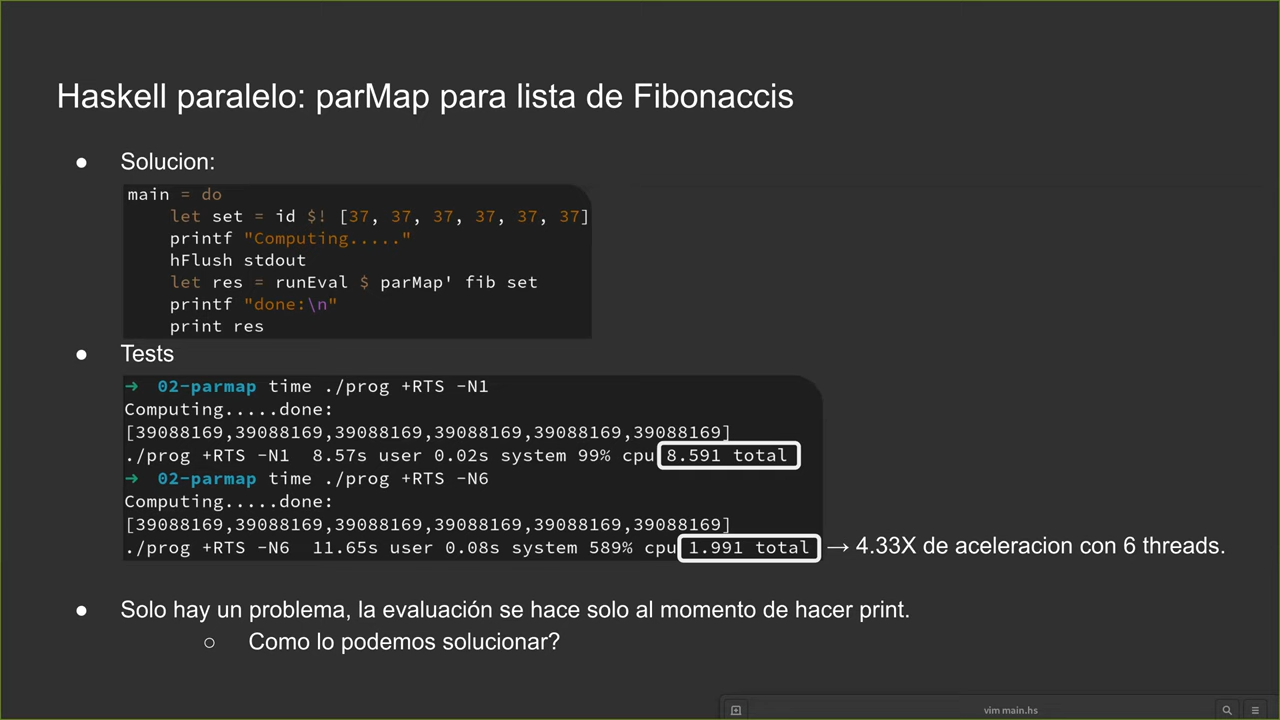 Haskell paralelo: parMap para lista de Fibonaccis
● Solucion:
main = do
    let set = id $! [37, 37, 37, 37, 37, 37]
    printf "Computing....."
    hFlush stdout
    let res = runEval $ parMap' fib set
    printf "done:\n"
    print res
● Tests
→ 02-parmap time ./prog +RTS -N1
Computing.....done:
[39088169,39088169,39088169,39088169,39088169,39088169]
./prog +RTS -N1  8.57s user 0.02s system 99% cpu 8.591 total
→ 02-parmap time ./prog +RTS -N6
Computing.....done:
[39088169,39088169,39088169,39088169,39088169,39088169]
./prog +RTS -N6  11.65s user 0.08s system 589% cpu 1.991 total → 4.33X de aceleracion con 6 threads.
● Solo hay un problema, la evaluación se hace solo al momento de hacer print.
○ Como lo podemos solucionar?
vim main.hs